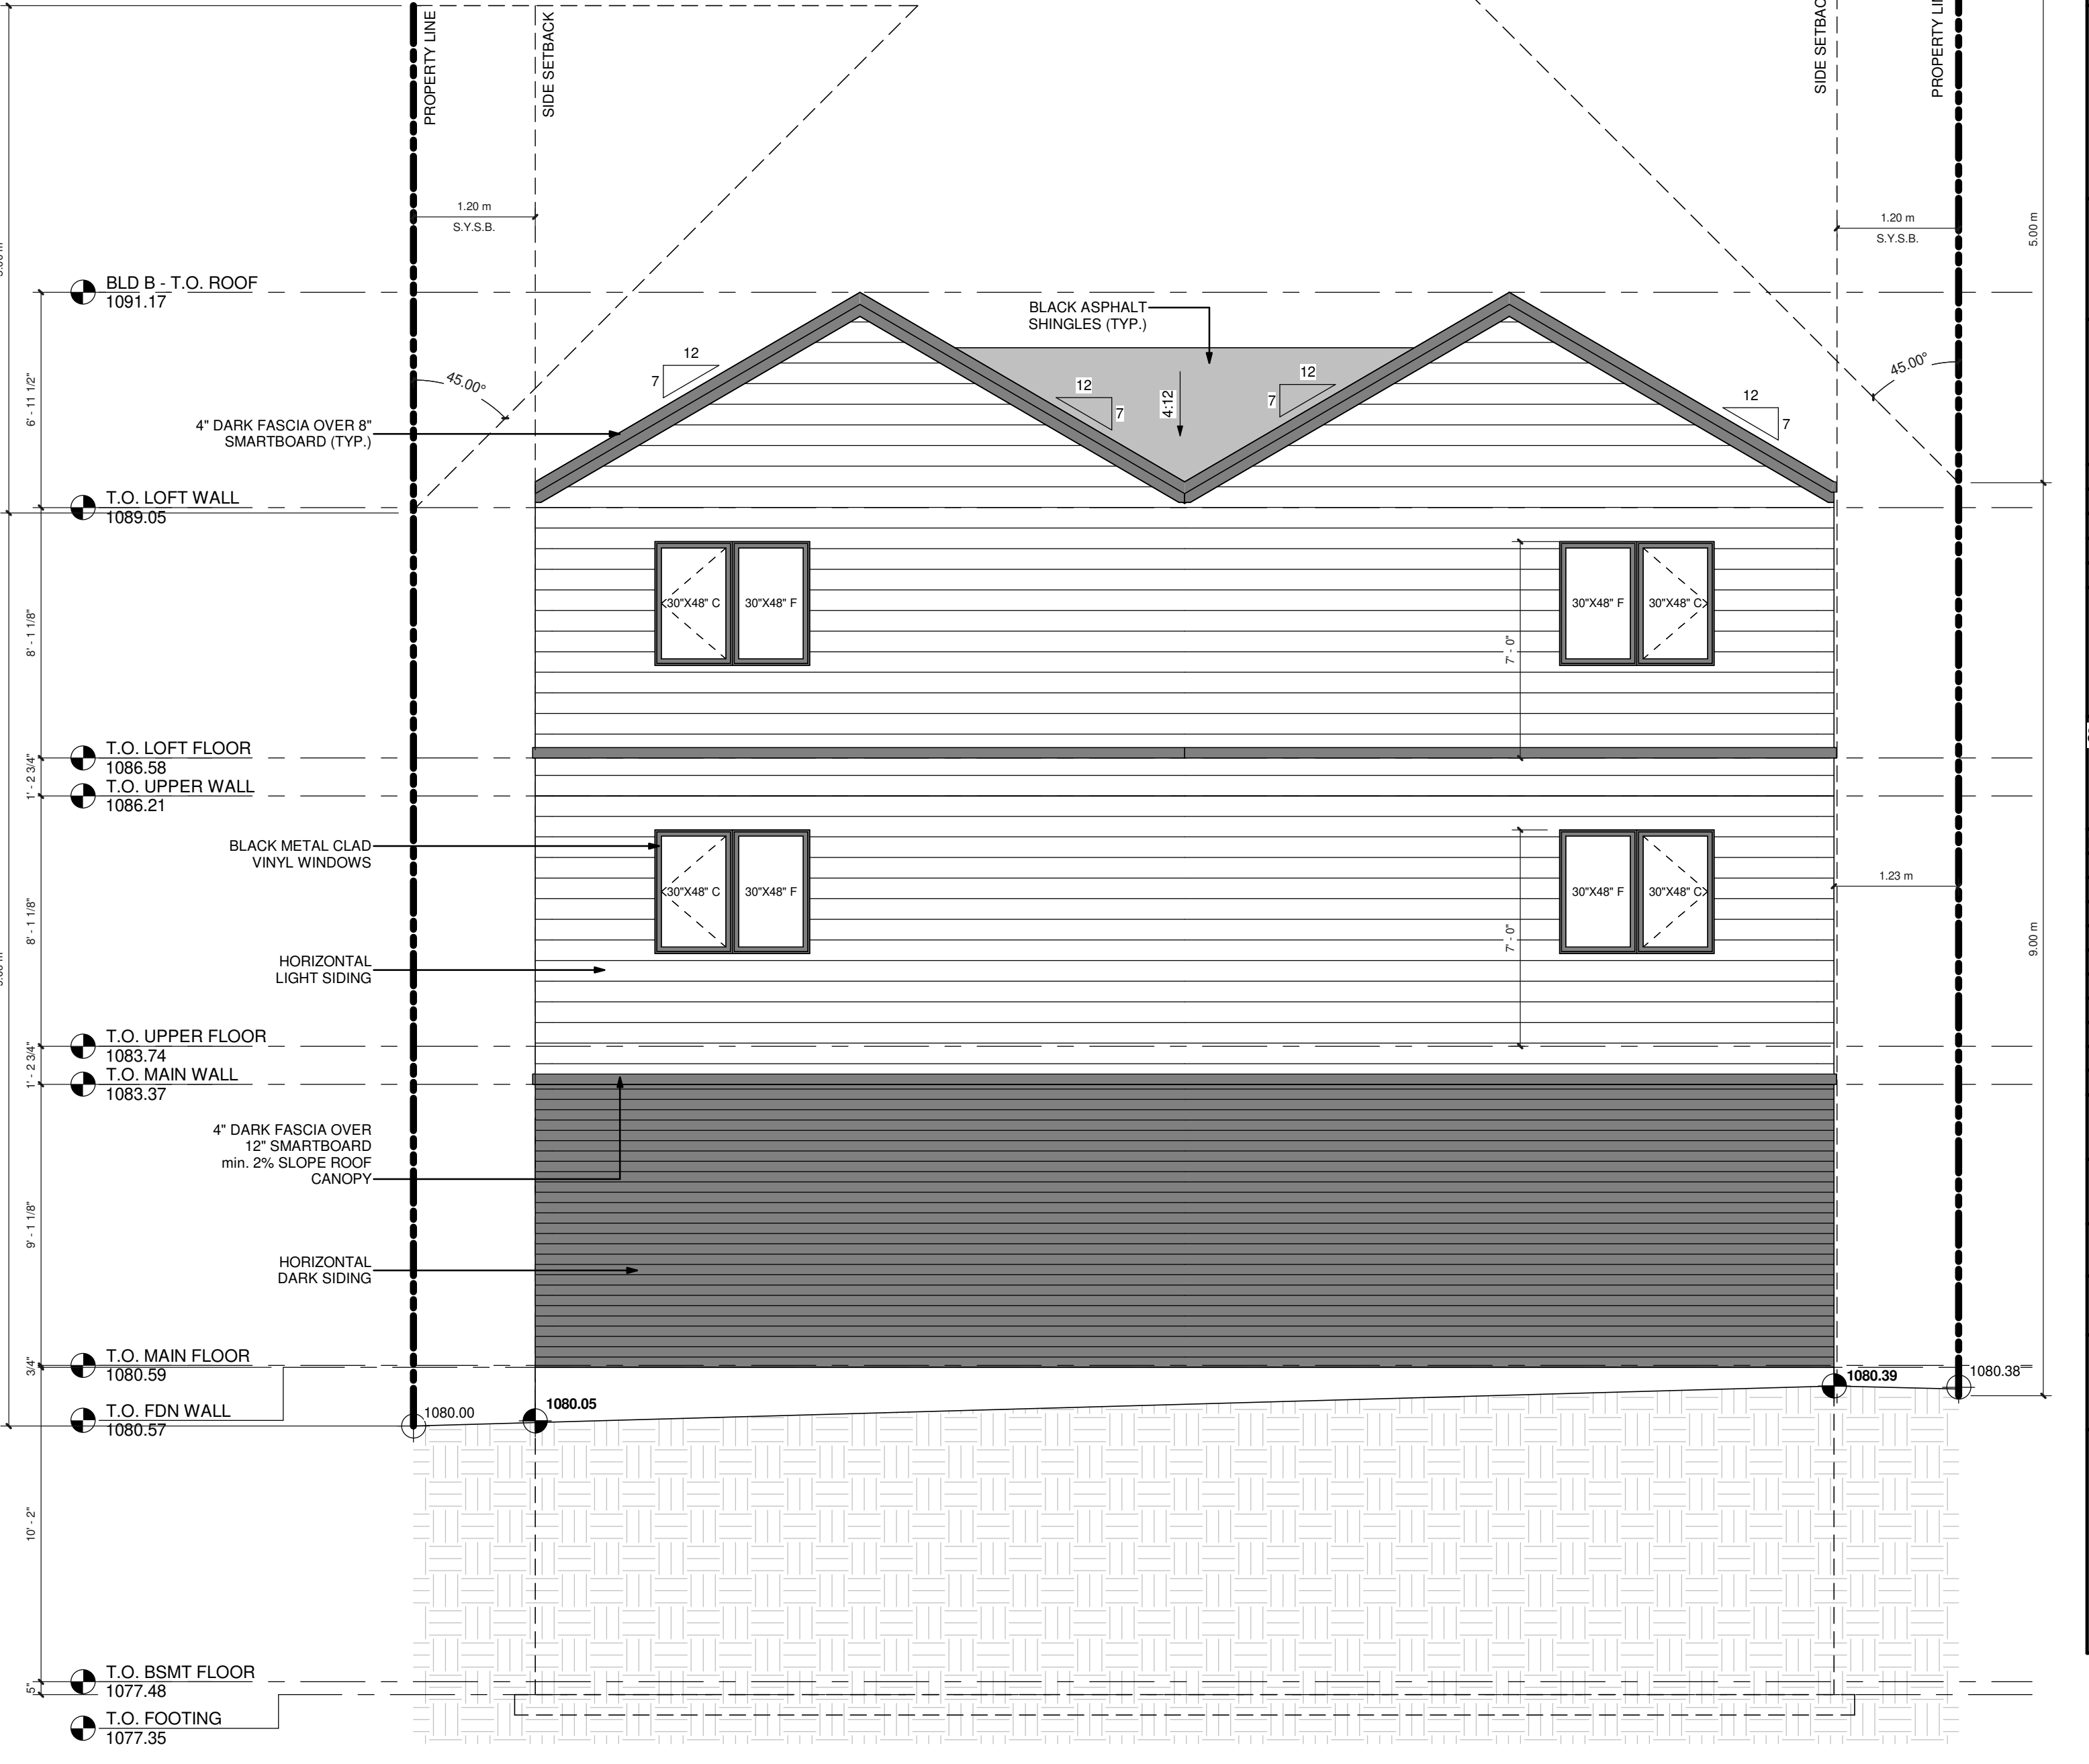 PROPERTY LINE
SIDE SETBACK
1.20 m
S.Y.S.B.
1.20 m
S.Y.S.B.
5.00 m
BLD B - T.O. ROOF
1091.17
BLACK ASPHALT
SHINGLES (TYP.)
12
7
12
7
4:12
12
7
12
7
45.00°
45.00°
6' - 11 1/2"
4" DARK FASCIA OVER 8"
SMARTBOARD (TYP.)
T.O. LOFT WALL
1089.05
30"X48" C
30"X48" F
30"X48" F
30"X48" C
7' - 0"
8' - 1 1/8"
T.O. LOFT FLOOR
1086.58
1' - 2 3/4"
T.O. UPPER WALL
1086.21
BLACK METAL CLAD
VINYL WINDOWS
30"X48" C
30"X48" F
30"X48" F
30"X48" C
1.23 m
7' - 0"
8' - 1 1/8"
9.00 m
HORIZONTAL
LIGHT SIDING
T.O. UPPER FLOOR
1083.74
1' - 2 3/4"
T.O. MAIN WALL
1083.37
4" DARK FASCIA OVER
12" SMARTBOARD
min. 2% SLOPE ROOF
CANOPY
9' - 1 1/8"
HORIZONTAL
DARK SIDING
T.O. MAIN FLOOR
1080.59
3/4"
T.O. FDN WALL
1080.57
1080.00
1080.05
1080.39
1080.38
10' - 2"
T.O. BSMT FLOOR
1077.48
5"
T.O. FOOTING
1077.35